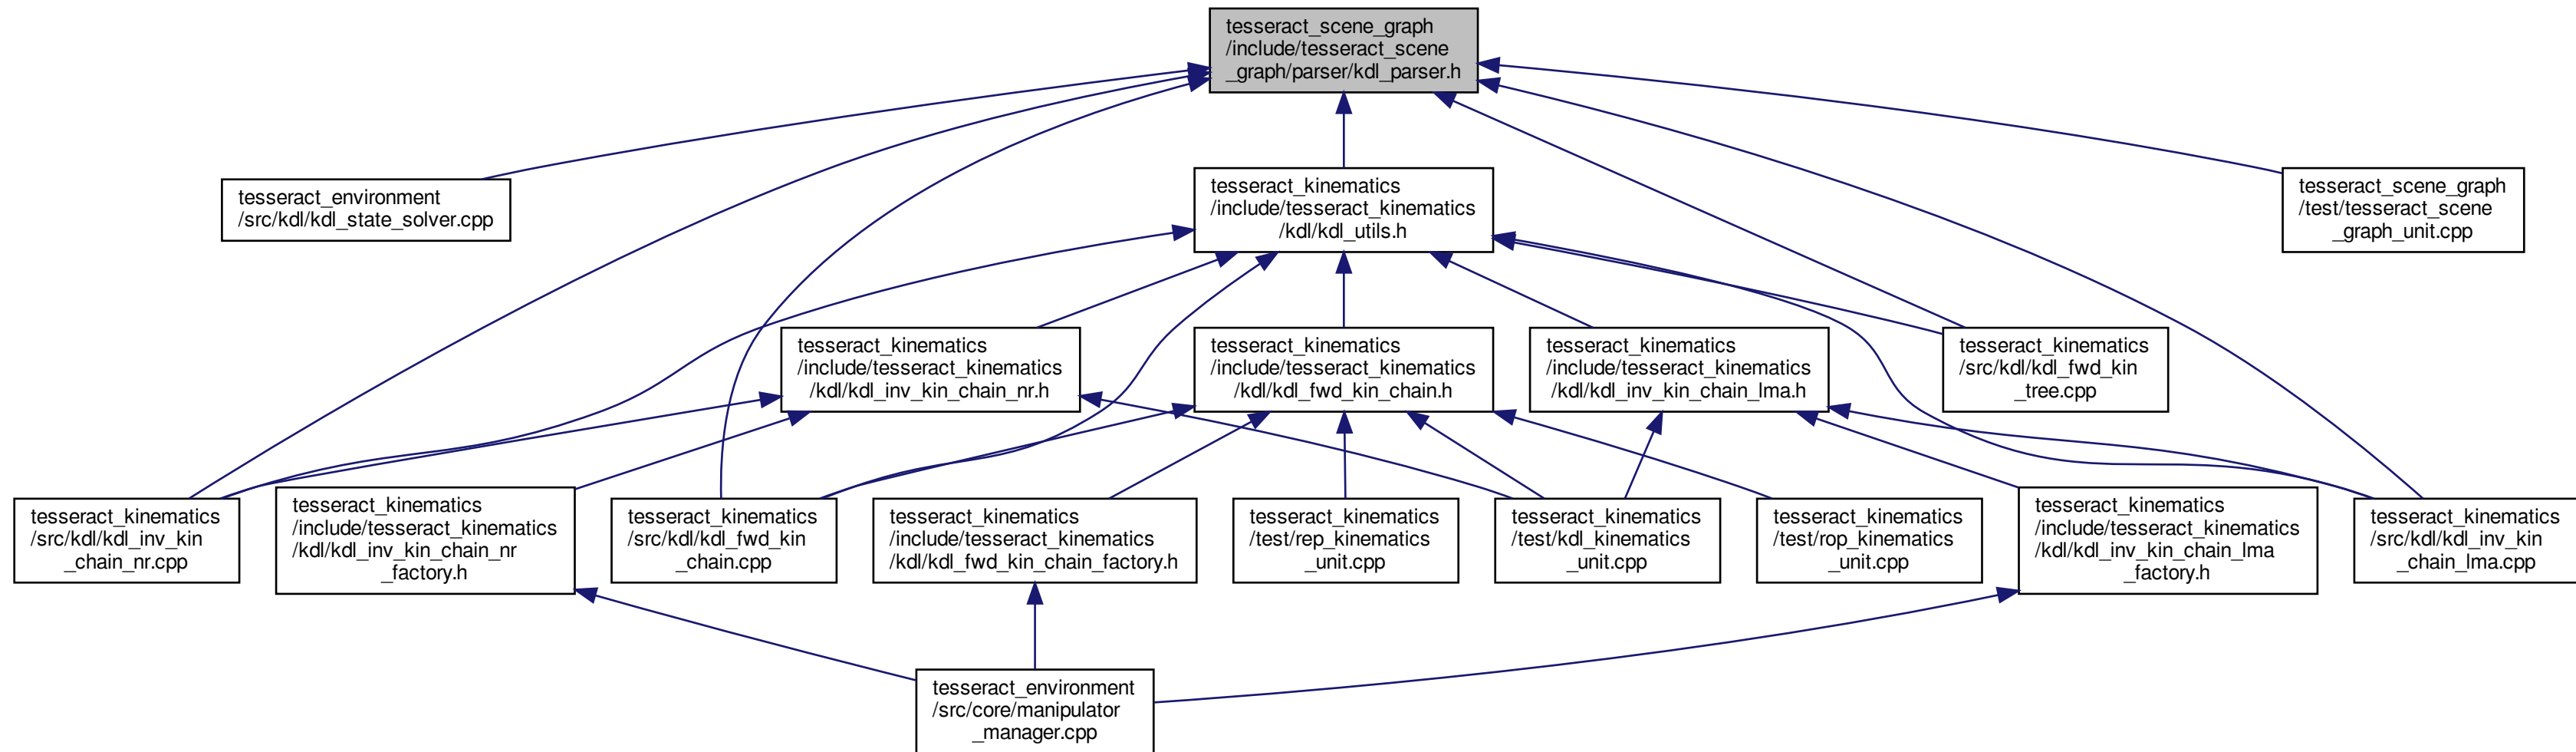 tesseract_scene_graph
/include/tesseract_scene
_graph/parser/kdl_parser.h
tesseract_environment
/src/kdl/kdl_state_solver.cpp
tesseract_kinematics
/include/tesseract_kinematics
/kdl/kdl_utils.h
tesseract_scene_graph
/test/tesseract_scene
_graph_unit.cpp
tesseract_kinematics
/include/tesseract_kinematics
/kdl/kdl_inv_kin_chain_nr.h
tesseract_kinematics
/include/tesseract_kinematics
/kdl/kdl_fwd_kin_chain.h
tesseract_kinematics
/include/tesseract_kinematics
/kdl/kdl_inv_kin_chain_lma.h
tesseract_kinematics
/src/kdl/kdl_fwd_kin
_tree.cpp
tesseract_kinematics
/src/kdl/kdl_inv_kin
_chain_nr.cpp
tesseract_kinematics
/include/tesseract_kinematics
/kdl/kdl_inv_kin_chain_nr
_factory.h
tesseract_kinematics
/src/kdl/kdl_fwd_kin
_chain.cpp
tesseract_kinematics
/include/tesseract_kinematics
/kdl/kdl_fwd_kin_chain_factory.h
tesseract_kinematics
/test/rep_kinematics
_unit.cpp
tesseract_kinematics
/test/kdl_kinematics
_unit.cpp
tesseract_kinematics
/test/rop_kinematics
_unit.cpp
tesseract_kinematics
/include/tesseract_kinematics
/kdl/kdl_inv_kin_chain_lma
_factory.h
tesseract_kinematics
/src/kdl/kdl_inv_kin
_chain_lma.cpp
tesseract_environment
/src/core/manipulator
_manager.cpp